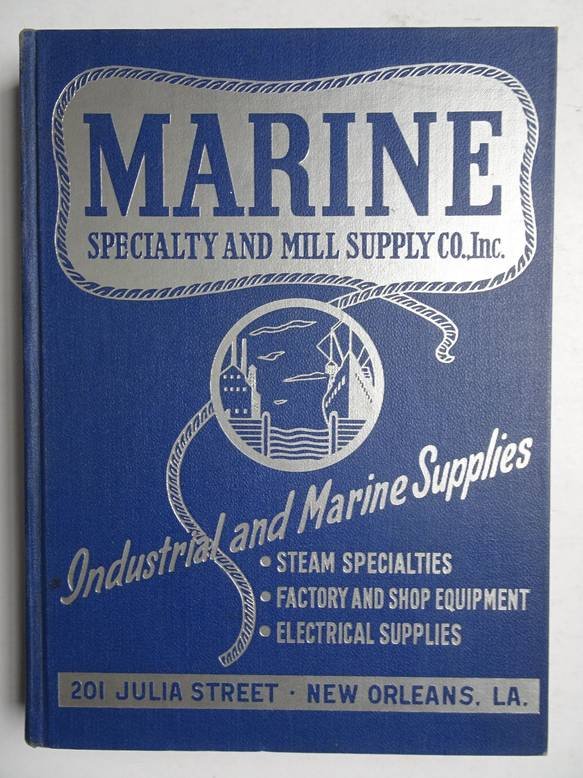 MARINE
SPECIALTY AND MILL SUPPLY CO., Inc.
Industrial and Marine Supplies
• STEAM SPECIALTIES
• FACTORY AND SHOP EQUIPMENT
• ELECTRICAL SUPPLIES
201 JULIA STREET · NEW ORLEANS, LA.